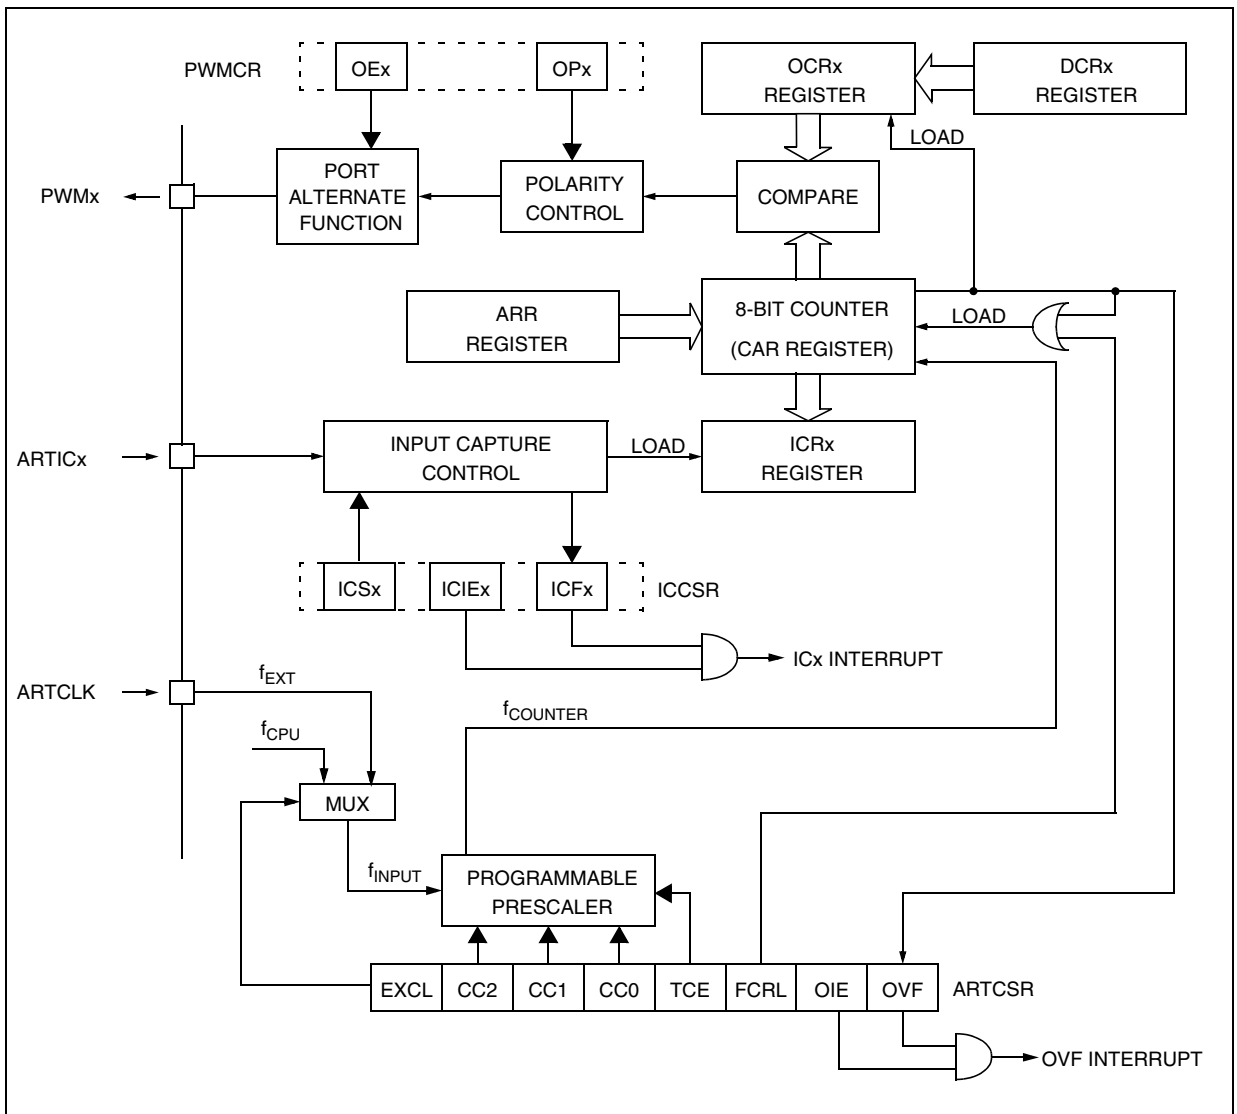 PWMCR
OEx
OPx
OCRx
REGISTER
DCRx
REGISTER
LOAD
PWMx
PORT
ALTERNATE
FUNCTION
POLARITY
CONTROL
COMPARE
ARR
REGISTER
8-BIT COUNTER
(CAR REGISTER)
LOAD
ARTICx
INPUT CAPTURE
CONTROL
LOAD
ICRx
REGISTER
ICSx
ICIEx
ICFx
ICCSR
ICx INTERRUPT
ARTCLK
fEXT
fCPU
fCOUNTER
MUX
fINPUT
PROGRAMMABLE
PRESCALER
EXCL
CC2
CC1
CC0
TCE
FCRL
OIE
OVF
ARTCSR
OVF INTERRUPT